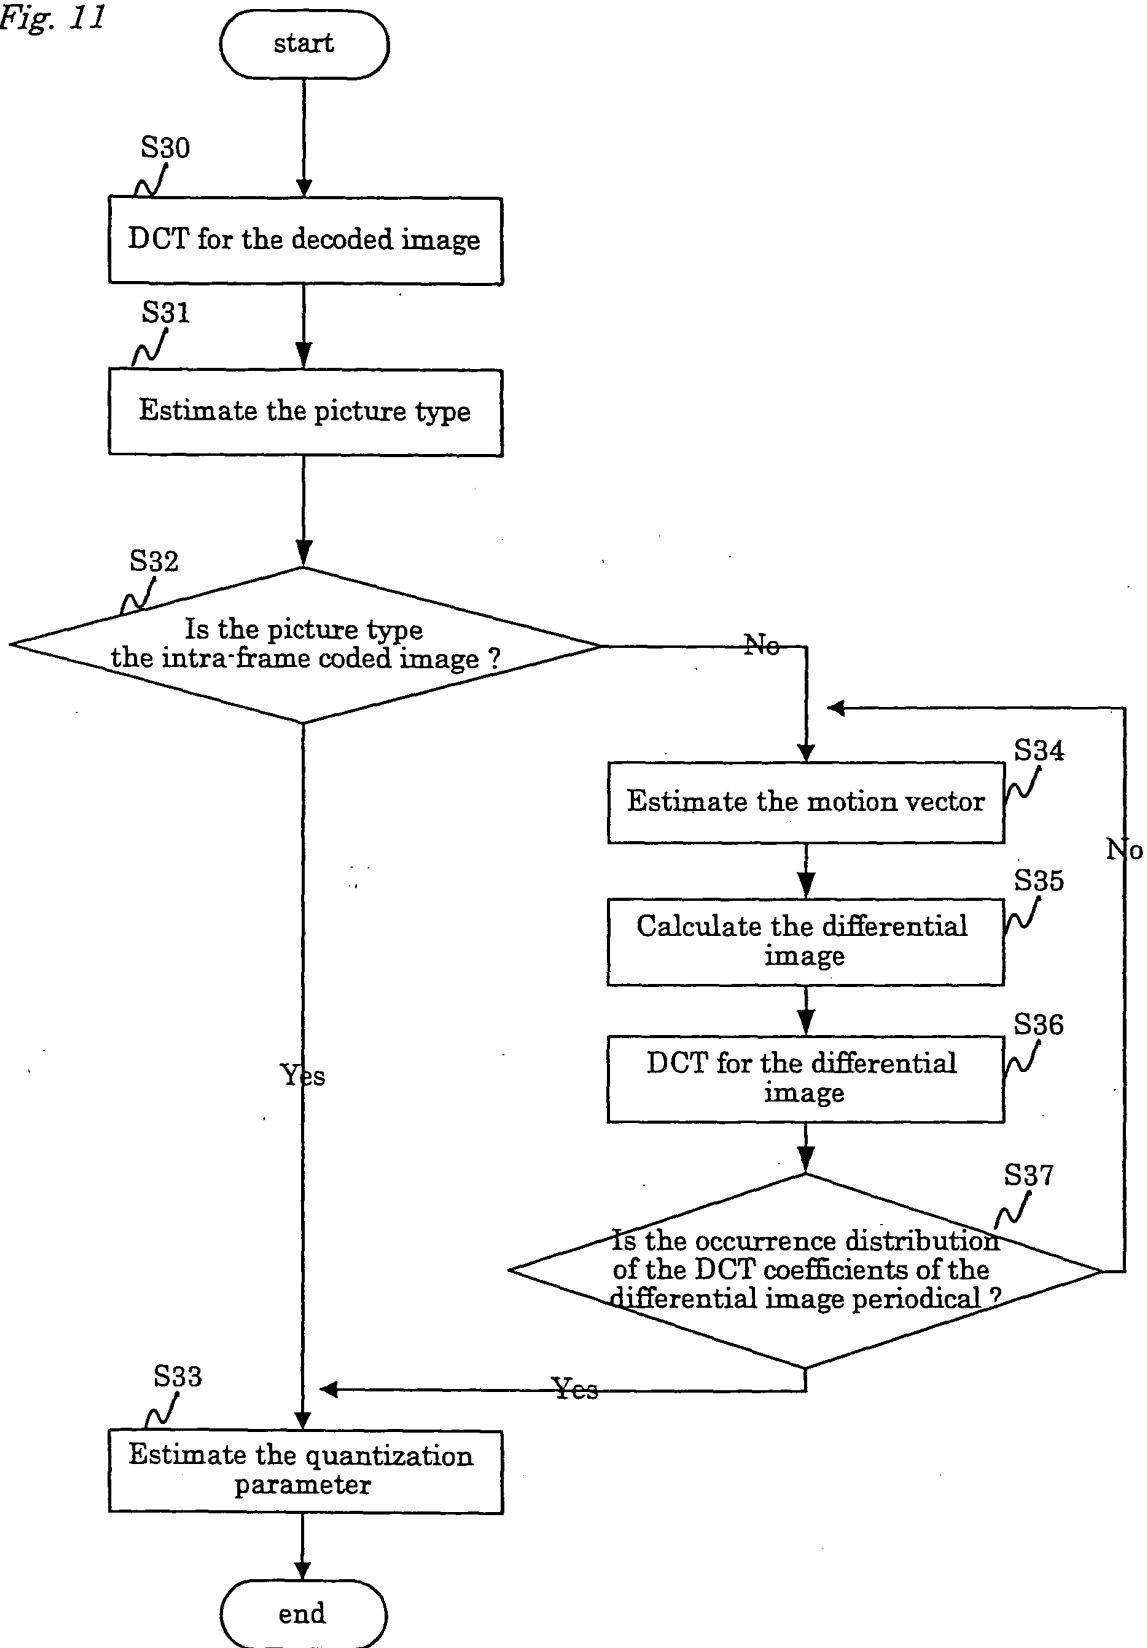 Fig. 11
start
S30
DCT for the decoded image
S31
Estimate the picture type
S32
Is the picture type
the intra-frame coded image ?
No
S34
Estimate the motion vector
No
S35
Calculate the differential
image
S36
DCT for the differential
image
Yes
S37
Is the occurrence distribution
of the DCT coefficients of the
differential image periodical ?
S33
Yes
Estimate the quantization
parameter
end